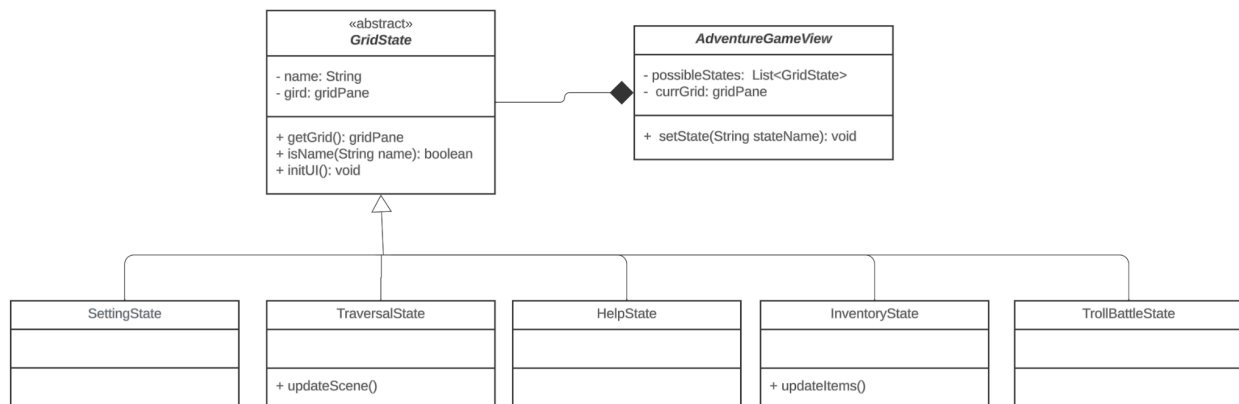 «abstract»
GridState
- name: String
- gird: gridPane
+ getGrid(): gridPane
+ isName(String name): boolean
+ initUI(): void
AdventureGameView
- possibleStates:  List<GridState>
-  currGrid: gridPane
+  setState(String stateName): void
SettingState
TraversalState
+ updateScene()
HelpState
InventoryState
+ updateItems()
TrollBattleState